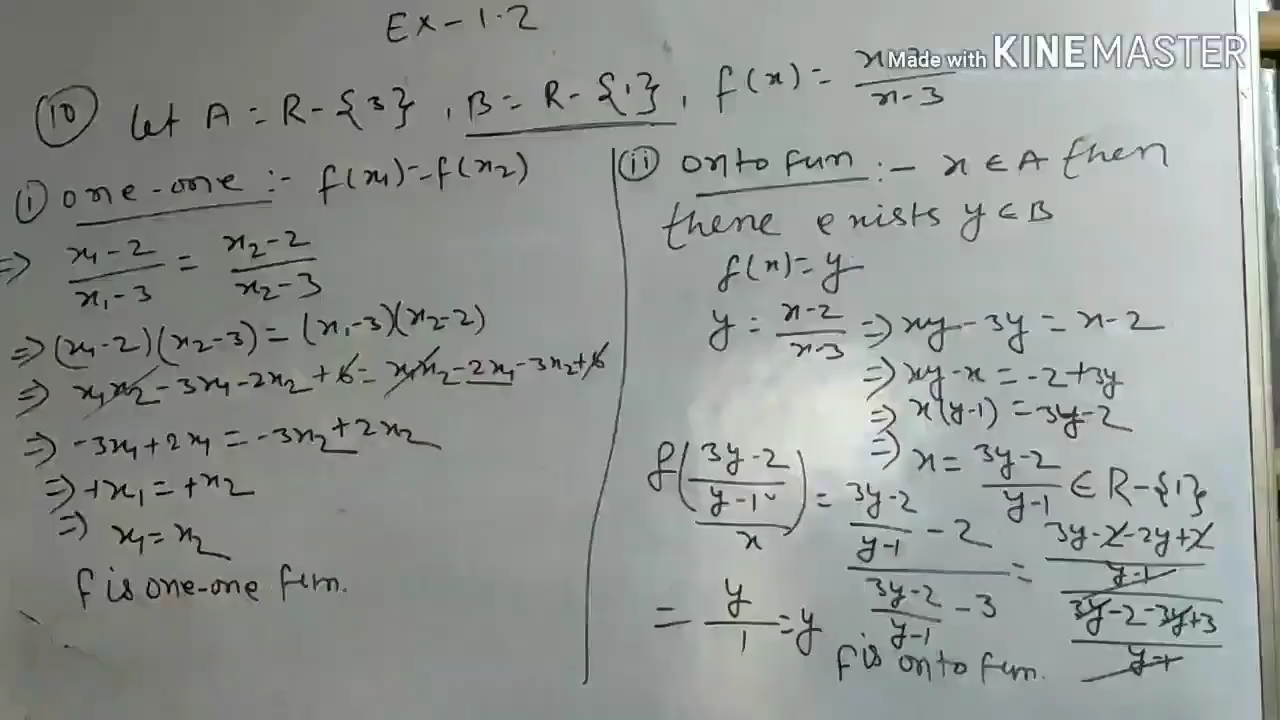 Ex-1.2
Made with KINEMASTER
(10) let A = R-{3}, B = R-{1}, f(x) = x-2/x-3
(i) one-one :- f(x₁)=f(x₂)
⇒ x₁-2/x₁-3 = x₂-2/x₂-3
⇒ (x₁-2)(x₂-3) = (x₁-3)(x₂-2)
⇒ x₁x₂-3x₁-2x₂+6 = x₁x₂-2x₁-3x₂+6
⇒ -3x₁+2x₁ = -3x₂+2x₂
⇒ +x₁ = +x₂
⇒ x₁=x₂
f is one-one fun.
(ii) onto fun :- x ∈ A then
there exists y ∈ B
f(x)=y
y = x-2/x-3 ⇒ xy-3y = x-2
⇒ xy-x = -2+3y
⇒ x(y-1) = 3y-2
⇒ x = 3y-2/y-1 ∈ R-{1}
f(3y-2/y-1) = (3y-2/y-1 - 2)/(3y-2/y-1 - 3) = (3y-2-2y+2/y-1)/(3y-2-3y+3/y-1)
x
= y/1 = y
f is onto fun.